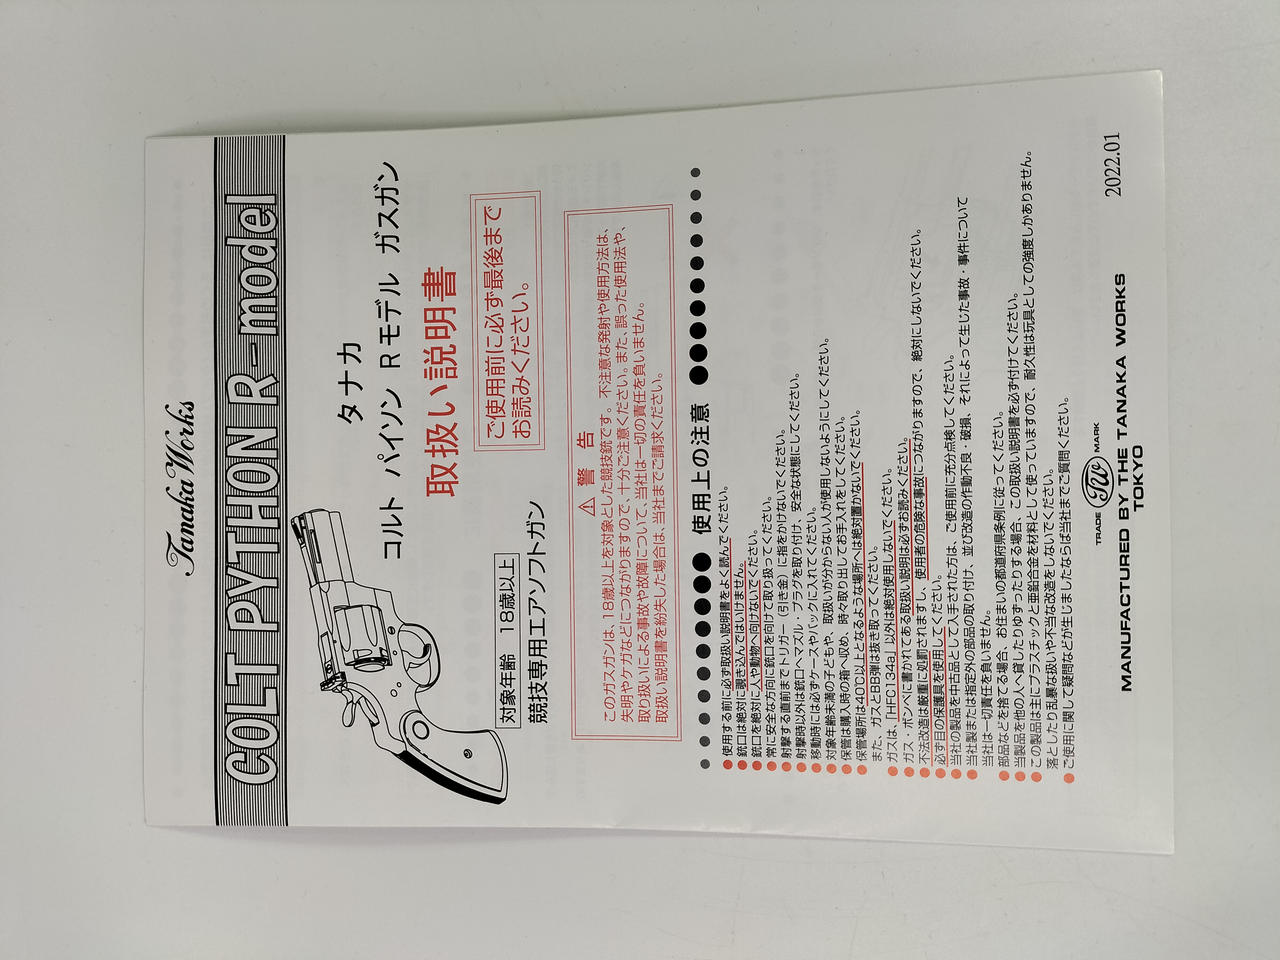 Tanaka Works
COLT PYTHON R-model
タナカ
コルト パイソン Rモデル ガスガン
取扱い説明書
対象年齢 18歳以上
競技専用エアソフトガン
ご使用前に必ず最後まで
お読みください。
⚠ 警 告
このガスガンは、18歳以上を対象とした競技銃です。不注意な発射や使用方法は、
失明やケガなどにつながりますので、十分ご注意ください。また、誤った使用法や、
取り扱いによる事故や故障について、当社は一切の責任を負いません。
取扱い説明書を紛失した場合は、当社までご請求ください。
使用上の注意
●使用する前に必ず取扱い説明書をよく読んでください。
●銃口は絶対に覗き込んではいけません。
●銃口を絶対に人や動物へ向けないでください。
●常に安全な方向に銃口を向けて取り扱ってください。
●射撃する直前までトリガー(引き金)に指をかけないでください。
●射撃時以外は銃口へマズル・プラグを取り付け、安全な状態にしてください。
●移動時には必ずケースやバックに入れてください。
●対象年齢未満の子どもや、取扱いが分からない人が使用しないようにしてください。
●保管は購入時の箱へ収め、時々取り出してお手入れをしてください。
●保管場所は40℃以上となるような場所へは絶対置かないでください。
また、ガスとBB弾は抜き取ってください。
●ガスは、「HFC134a」以外は絶対使用しないでください。
●ガス・ボンベに書かれてある取扱い説明は必ずお読みください。
●不法改造は厳重に処罰されますし、使用者の危険な事故につながりますので、絶対にしないでください。
●必ず目の保護具を使用してください。
●当社の製品を中古品として入手された方は、ご使用前に充分点検してください。
●当社製または指定外の部品の取り付け、並び改造の作動不良・破損、それによって生じた事故・事件について
当社は一切責任を負いません。
●部品などを捨てる場合、お住まいの都道府県条例に従ってください。
●当製品を他の人へ貸したりゆずったりする場合、この取扱い説明書を必ず付けてください。
●この製品は主にプラスチックと亜鉛合金を材料として使っていますので、耐久性は玩具としての強度しかありません。
落としたり乱暴な扱いや不当な改造をしないでください。
●ご使用に関して疑問などが生じましたならば当社までご質問ください。
TRADE TW MARK
MANUFACTURED BY THE TANAKA WORKS
TOKYO
2022.01